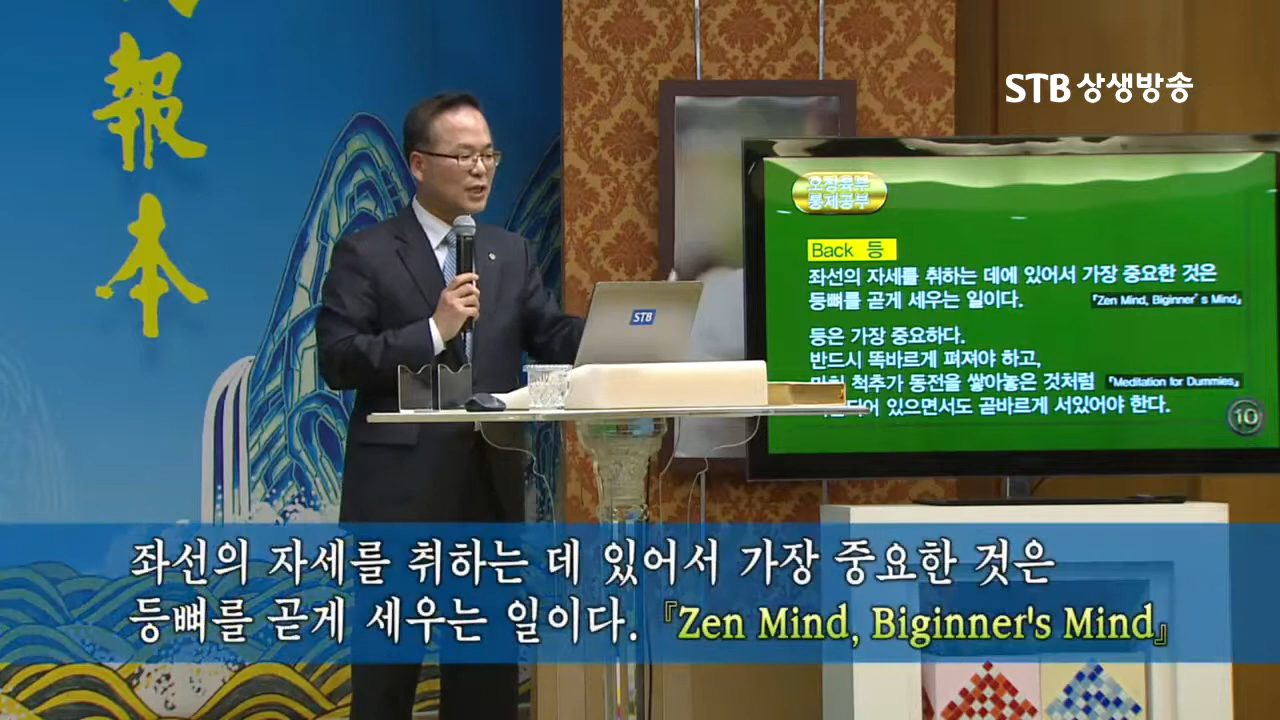 報
本
STB 상생방송
오장육부
통제공부
Back 등
좌선의 자세를 취하는 데에 있어서 가장 중요한 것은
등뼈를 곧게 세우는 일이다. 『Zen Mind, Biginner's Mind』
등은 가장 중요하다.
반드시 똑바르게 펴져야 하고,
마치 척추가 동전을 쌓아놓은 것처럼 『Meditation for Dummies』
있으면서도 곧바르게 서있어야 한다.
10
STB
좌선의 자세를 취하는 데 있어서 가장 중요한 것은
등뼈를 곧게 세우는 일이다. 『Zen Mind, Biginner's Mind』